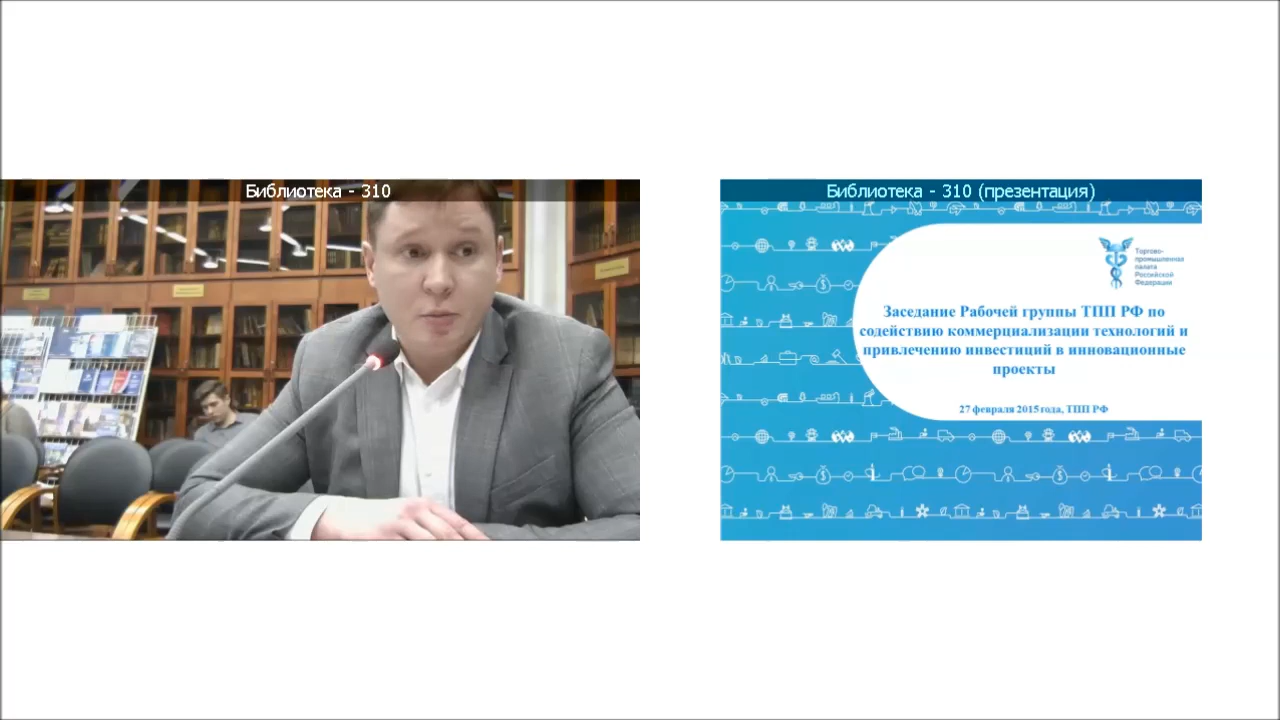 Библиотека - 310
Библиотека - 310 (презентация)
Торгово-
промышленная
палата
Российской
Федерации
Заседание Рабочей группы ТПП РФ по
содействию коммерциализации технологий и
привлечению инвестиций в инновационные
проекты
27 февраля 2015 года, ТПП РФ